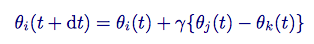 θᵢ(t + dt) = θᵢ(t) + γ{θⱼ(t) − θₖ(t)}